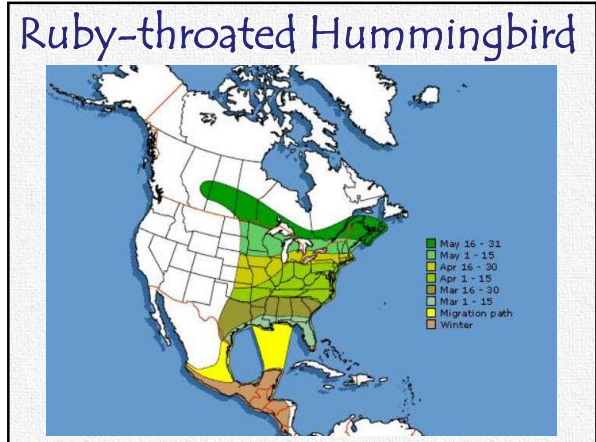 Ruby-throated Hummingbird
May 16 - 31
May 1 - 15
Apr 16 - 30
Apr 1 - 15
Mar 16 - 30
Mar 1 - 15
Migration path
Winter